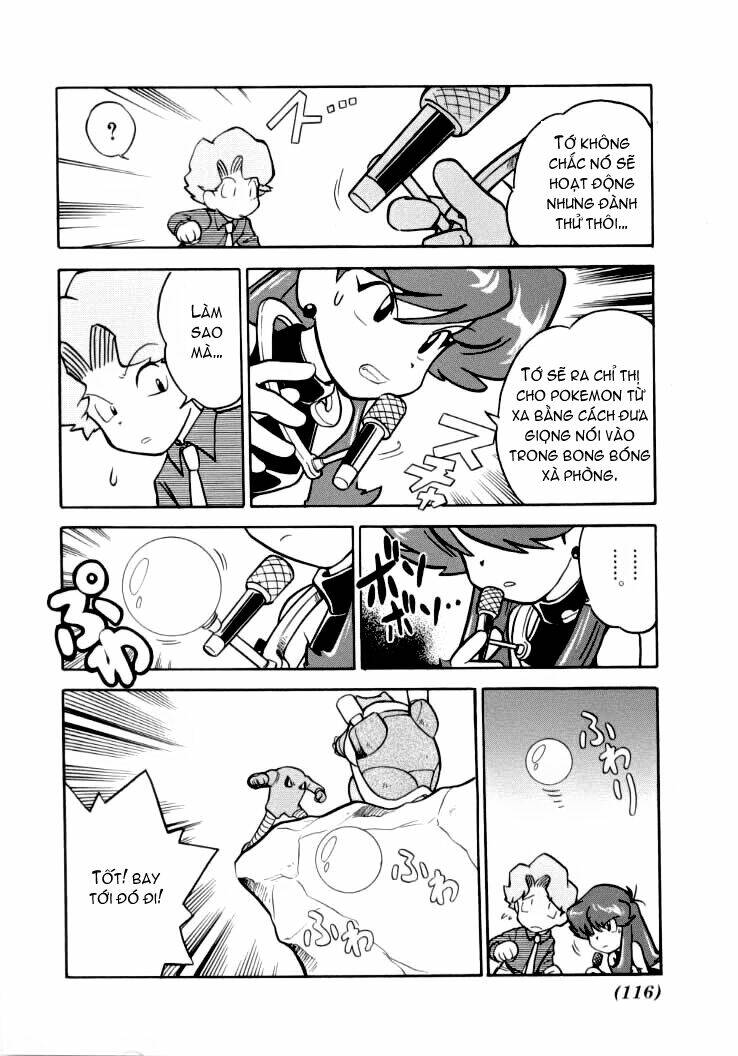 ?
スッ…
TỚ KHÔNG
CHẮC NÓ SẼ
HOẠT ĐỘNG
NHƯNG ĐÀNH
THỬ THÔI...
LÀM
SAO
MÀ...
TỚ SẼ RA CHỈ THỊ
CHO POKEMON TỪ
XA BẰNG CÁCH ĐƯA
GIỌNG NÓI VÀO
TRONG BONG BÓNG
XÀ PHÒNG.
ぷわ
ボソ
ボソ…
……。
TỐT! BAY
TỚI ĐÓ ĐI!
ふわ
ふわ
ふわり
(116)